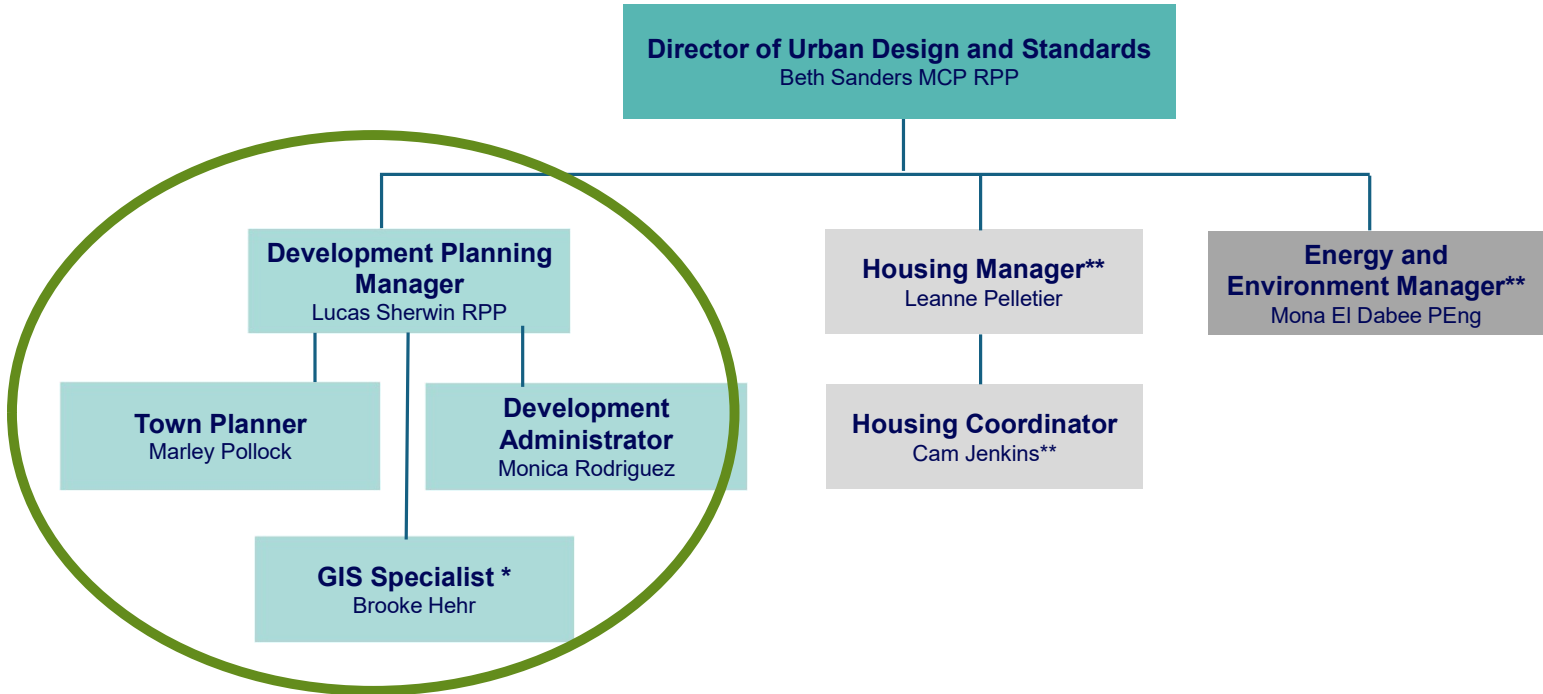 Director of Urban Design and Standards
Beth Sanders MCP RPP
Development Planning
Manager
Lucas Sherwin RPP
Housing Manager**
Leanne Pelletier
Energy and
Environment Manager**
Mona El Dabee PEng
Town Planner
Marley Pollock
Development
Administrator
Monica Rodriguez
Housing Coordinator
Cam Jenkins**
GIS Specialist *
Brooke Hehr